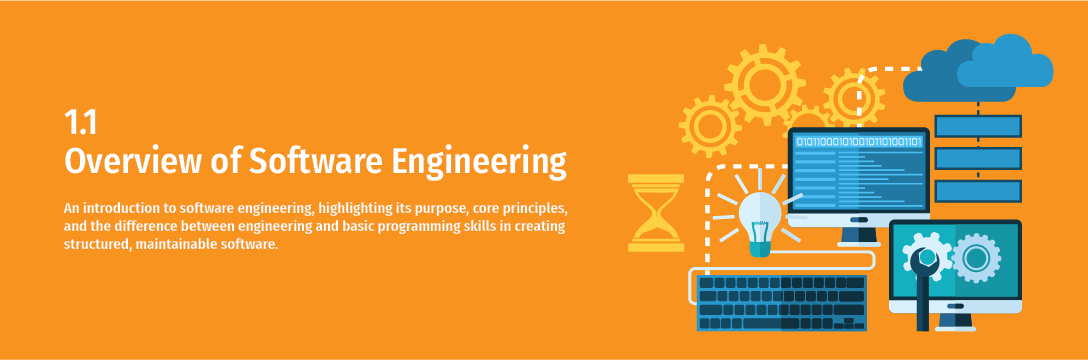 1.1
Overview of Software Engineering
An introduction to software engineering, highlighting its purpose, core principles,
and the difference between engineering and basic programming skills in creating
structured, maintainable software.
0101100010100101101001101